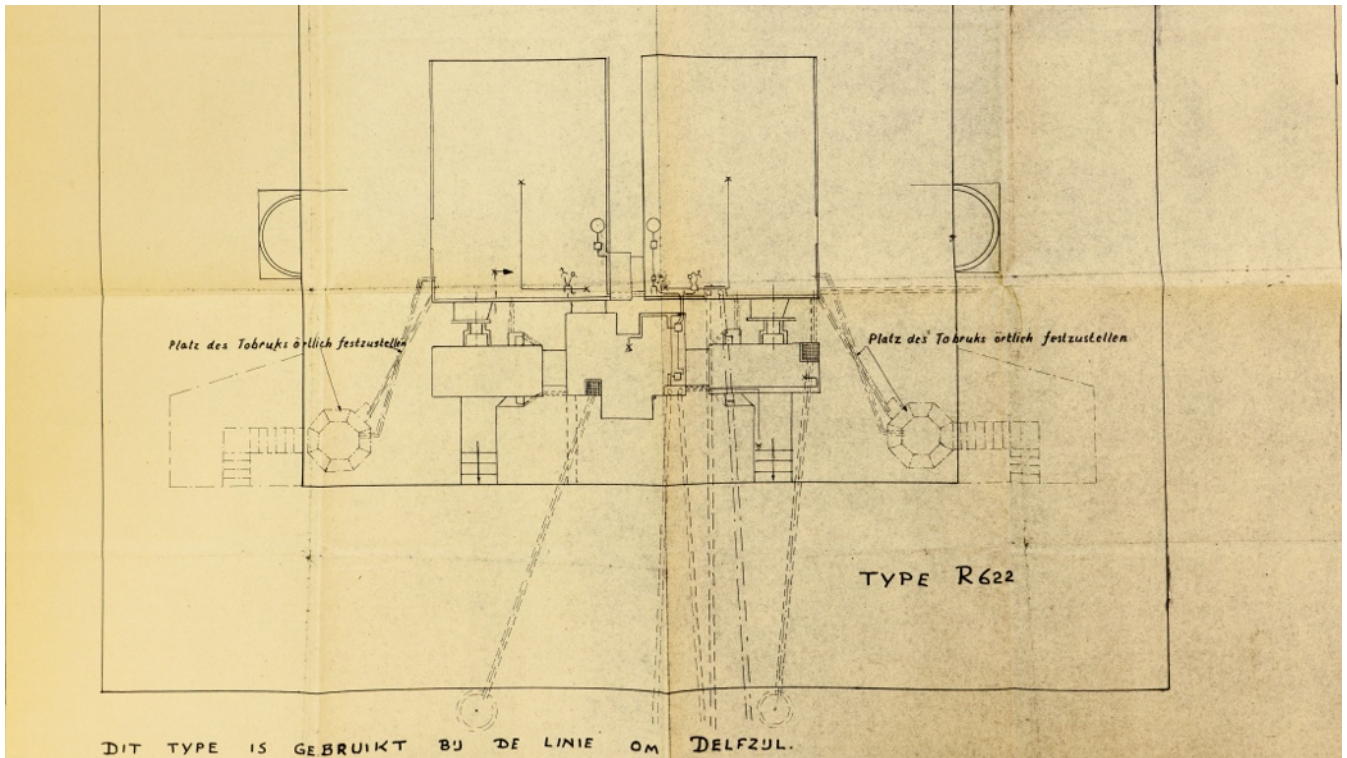 Platz des Tobruks örtlich festzustellen
Platz des Tobruks örtlich festzustellen
TYPE R622
DIT TYPE IS GEBRUIKT BIJ DE LINIE OM DELFZIJL.